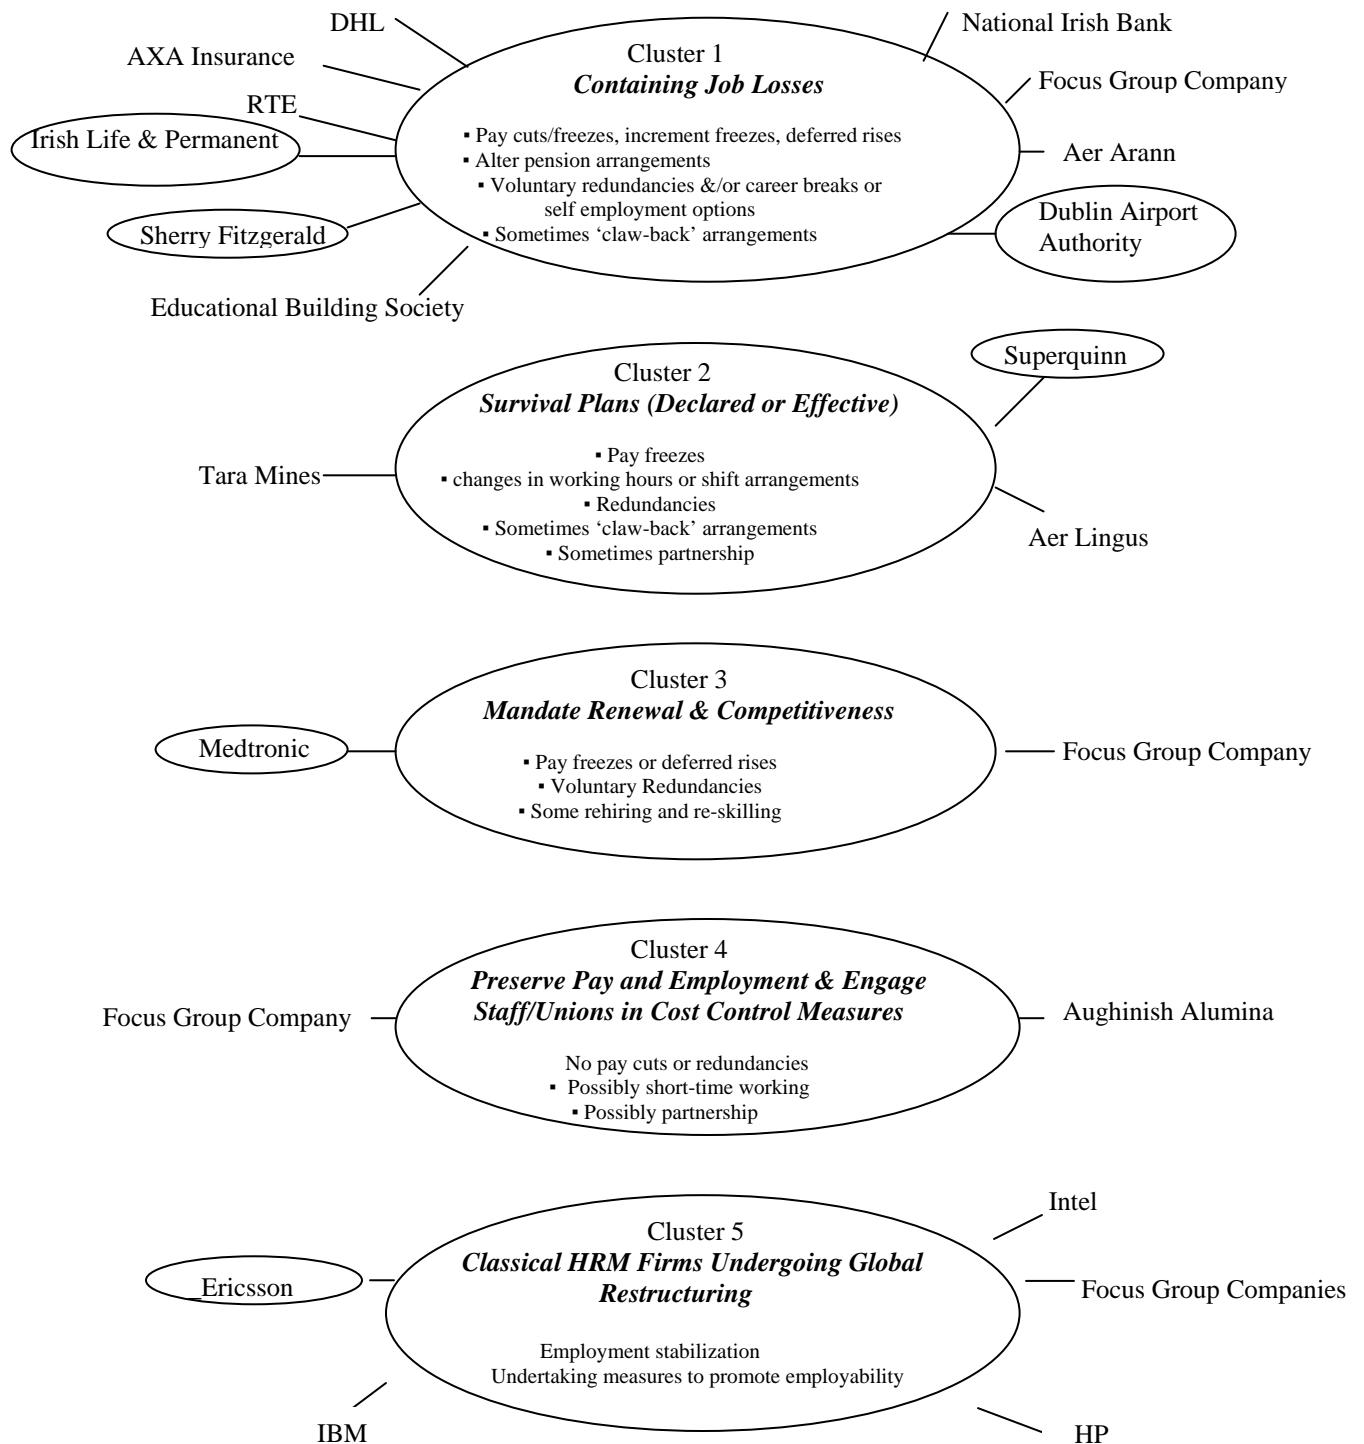 DHL
National Irish Bank
AXA Insurance
Cluster 1
Containing Job Losses
Focus Group Company
RTE
Irish Life & Permanent
▪ Pay cuts/freezes, increment freezes, deferred rises
▪ Alter pension arrangements
▪ Voluntary redundancies &/or career breaks or
self employment options
▪ Sometimes ‘claw-back’ arrangements
Aer Arann
Sherry Fitzgerald
Dublin Airport
Authority
Educational Building Society
Superquinn
Cluster 2
Survival Plans (Declared or Effective)
▪ Pay freezes
▪ changes in working hours or shift arrangements
▪ Redundancies
▪ Sometimes ‘claw-back’ arrangements
▪ Sometimes partnership
Tara Mines
Aer Lingus
Cluster 3
Mandate Renewal & Competitiveness
Medtronic
▪ Pay freezes or deferred rises
▪ Voluntary Redundancies
▪ Some rehiring and re-skilling
Focus Group Company
Cluster 4
Preserve Pay and Employment & Engage
Staff/Unions in Cost Control Measures
Focus Group Company
Aughinish Alumina
No pay cuts or redundancies
▪ Possibly short-time working
▪ Possibly partnership
Intel
Cluster 5
Classical HRM Firms Undergoing Global
Restructuring
_Ericsson
Focus Group Companies
Employment stabilization
Undertaking measures to promote employability
IBM
HP